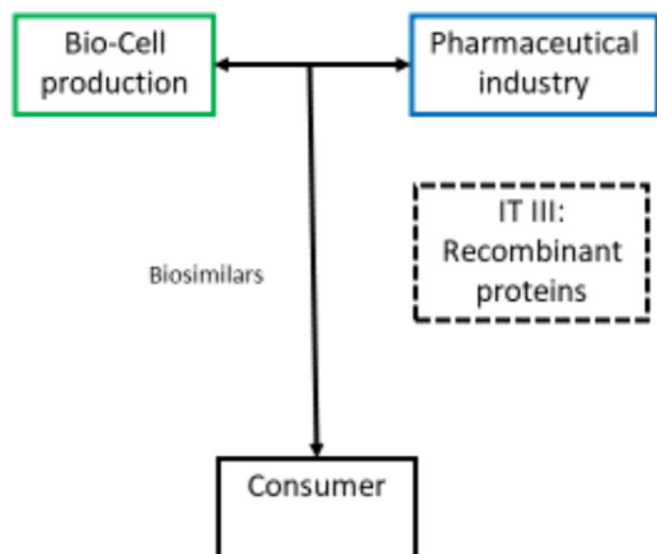 Bio-Cell
production
Pharmaceutical
industry
IT III:
Recombinant
proteins
Biosimilars
Consumer